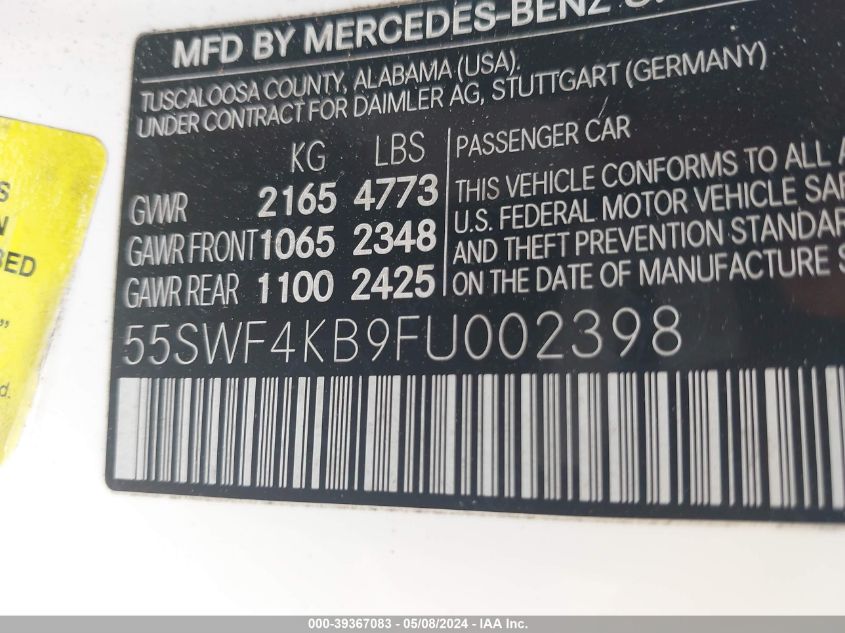 MFD BY MERCEDES-BENZ
TUSCALOOSA COUNTY, ALABAMA (USA).
UNDER CONTRACT FOR DAIMLER AG, STUTTGART (GERMANY)
KG LBS
GVWR 2165 4773
GAWR FRONT 1065 2348
GAWR REAR 1100 2425
PASSENGER CAR
THIS VEHICLE CONFORMS TO ALL A
U.S. FEDERAL MOTOR VEHICLE SAF
AND THEFT PREVENTION STANDAR
ON THE DATE OF MANUFACTURE S
55SWF4KB9FU002398
S
N
BED
”
d.
000-39367083 - 05/08/2024 - IAA Inc.